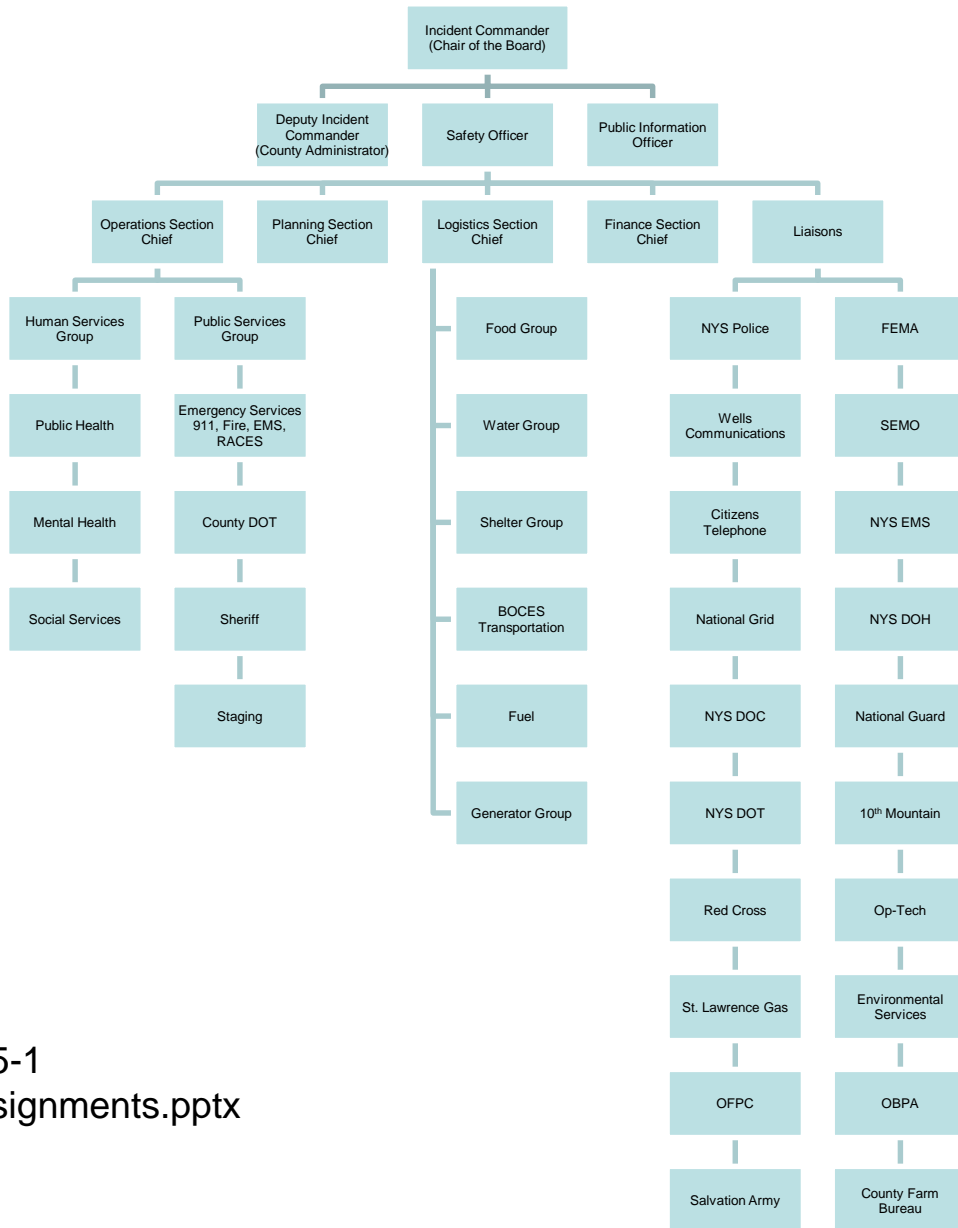 Incident Commander
(Chair of the Board)
Deputy Incident
Commander
(County Administrator)
Safety Officer
Public Information
Officer
Operations Section
Chief
Planning Section
Chief
Logistics Section
Chief
Finance Section
Chief
Liaisons
Human Services
Group
Public Services
Group
Food Group
NYS Police
FEMA
Public Health
Emergency Services
911, Fire, EMS,
RACES
Water Group
Wells
Communications
SEMO
Mental Health
County DOT
Shelter Group
Citizens
Telephone
NYS EMS
Social Services
Sheriff
BOCES
Transportation
National Grid
NYS DOH
Staging
Fuel
NYS DOC
National Guard
Generator Group
NYS DOT
10th Mountain
Red Cross
Op-Tech
St. Lawrence Gas
Environmental
Services
5-1
signments.pptx
OFPC
OBPA
Salvation Army
County Farm
Bureau